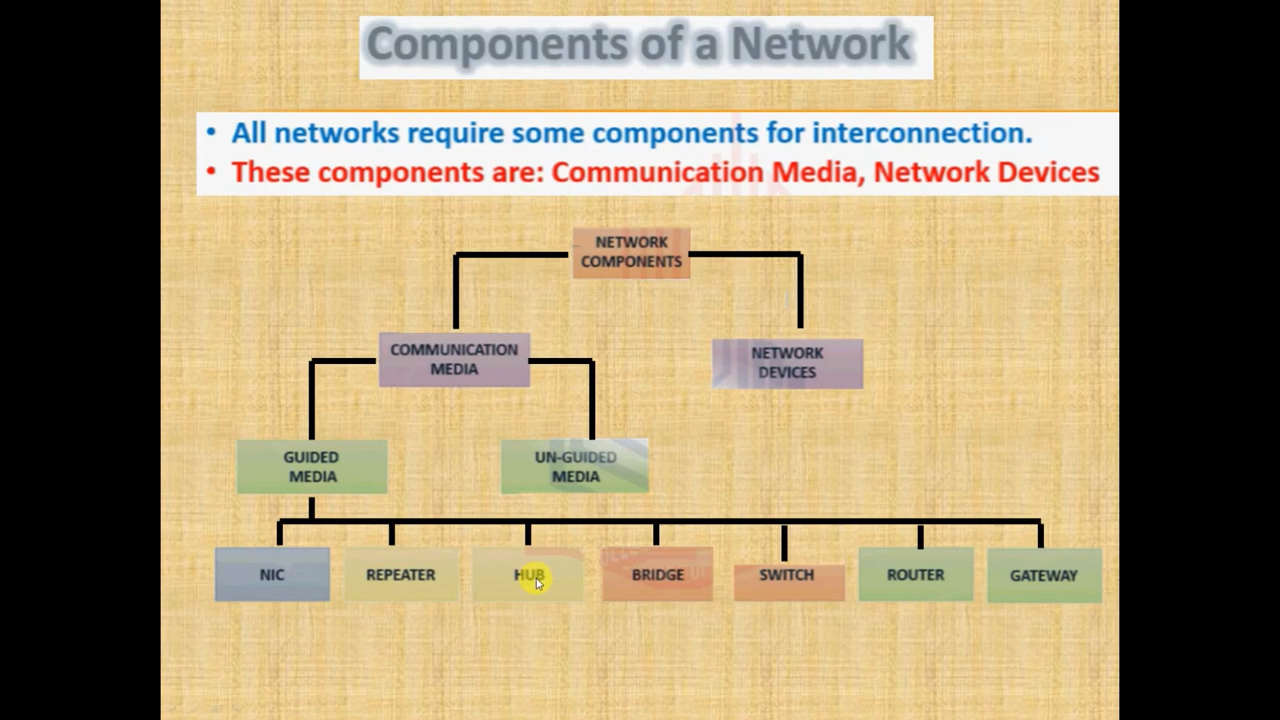 Components of a Network
• All networks require some components for interconnection.
• These components are: Communication Media, Network Devices
NETWORK
COMPONENTS
COMMUNICATION
MEDIA
NETWORK
DEVICES
GUIDED
MEDIA
UN-GUIDED
MEDIA
NIC
REPEATER
HUB
BRIDGE
SWITCH
ROUTER
GATEWAY